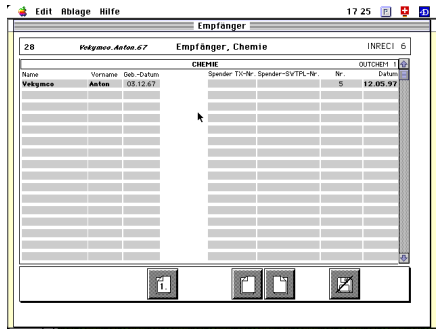 Edit Ablage Hilfe 17 25
Empfänger
28 Vekymco.Anton.67 Empfänger, Chemie INRECI 6
CHEMIE OUTCHEM 1
Name Vorname Geb.-Datum Spender TX-Nr. Spender-SWTPL-Nr. Nr. Datum
Vekymco Anton 03.12.67 5 12.05.97
1.